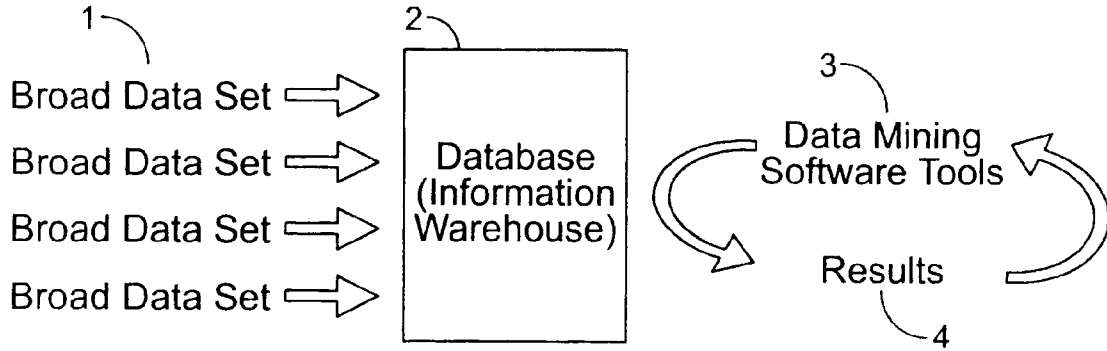 1
Broad Data Set
Broad Data Set
Broad Data Set
Broad Data Set
2
Database
(Information
Warehouse)
3
Data Mining
Software Tools
Results
4